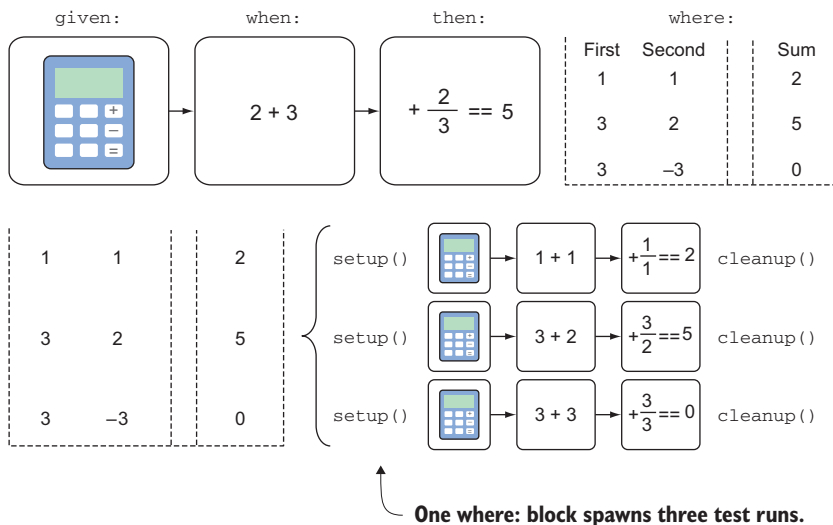 given: when: then: where:
First Second Sum
1 1 2
+ − =
2 + 3
+ 2/3 == 5
3 2 5
3 −3 0
1 1 2
setup() + − = 1 + 1 + 1/1 == 2 cleanup()
3 2 5
setup() + − = 3 + 2 + 3/2 == 5 cleanup()
3 −3 0
setup() + − = 3 + 3 + 3/3 == 0 cleanup()
One where: block spawns three test runs.